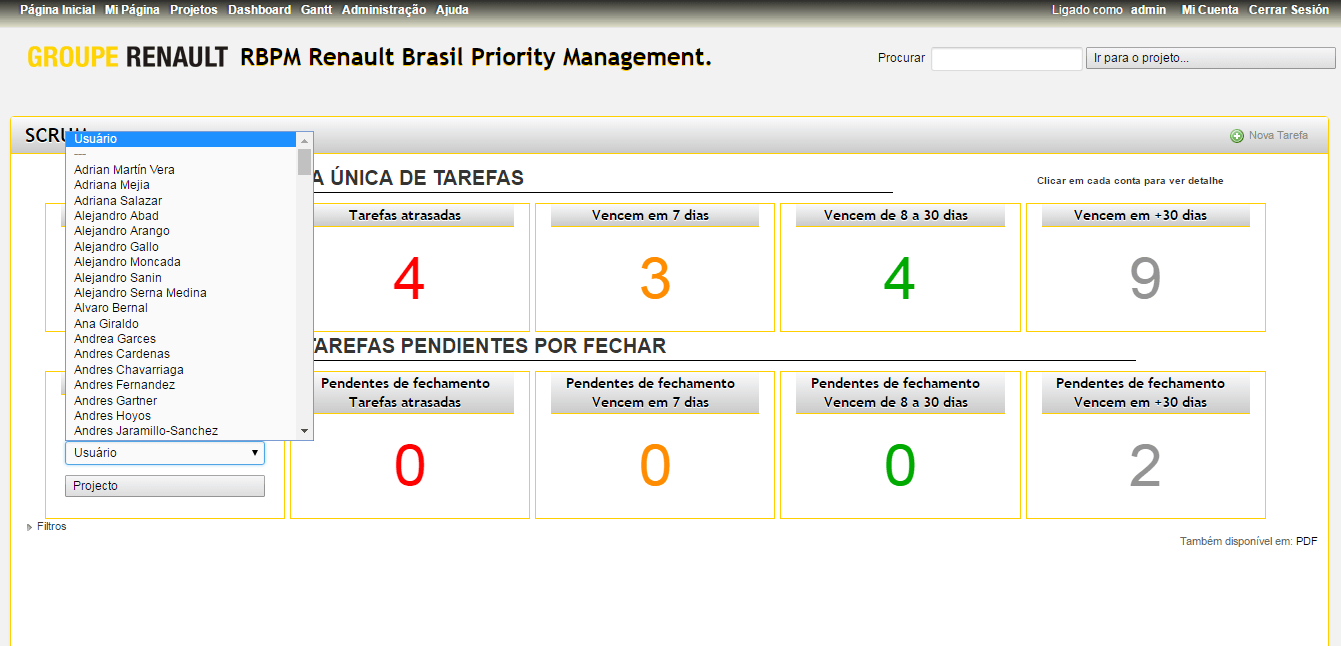 Página Inicial Mi Página Projetos Dashboard Gantt Administração Ajuda Ligado como admin Mi Cuenta Cerrar Sesión
GROUPE RENAULT RBPM Renault Brasil Priority Management.
Procurar Ir para o projeto...
Nova Tarefa
Usuário
---
Adrian Martín Vera
Adriana Mejia
Adriana Salazar
Alejandro Abad
Alejandro Arango
Alejandro Gallo
Alejandro Moncada
Alejandro Sanin
Alejandro Serna Medina
Alvaro Bernal
Ana Giraldo
Andrea Garces
Andres Cardenas
Andres Chavarriaga
Andres Fernandez
Andres Gartner
Andres Hoyos
Andres Jaramillo-Sanchez
Usuário
Projecto
ÚNICA DE TAREFAS
Clicar em cada conta para ver detalhe
Tarefas atrasadas
4
Vencem em 7 dias
3
Vencem de 8 a 30 dias
4
Vencem em +30 dias
9
TAREFAS PENDIENTES POR FECHAR
Pendentes de fechamento
Tarefas atrasadas
0
Pendentes de fechamento
Vencem em 7 dias
0
Pendentes de fechamento
Vencem de 8 a 30 dias
0
Pendentes de fechamento
Vencem em +30 dias
2
Filtros
Também disponível em: PDF